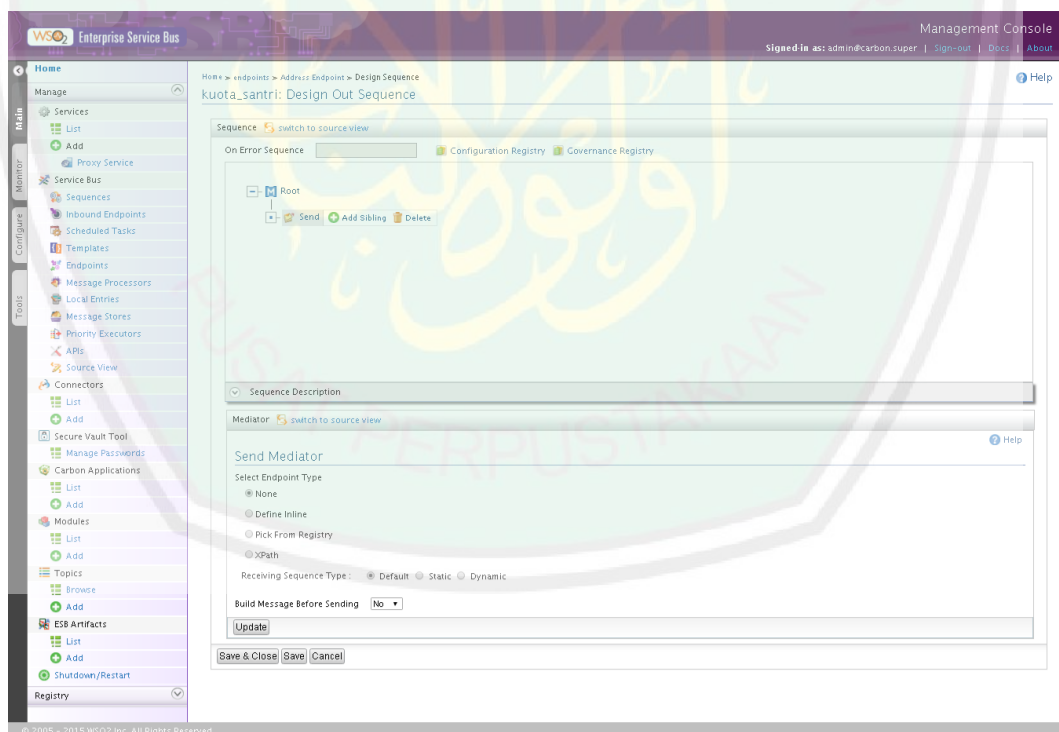 WSO2 Enterprise Service Bus
Management Console
Signed-in as: admin@carbon.super | Sign-out | Docs | About
Main
Monitor
Configure
Tools
Home
Manage
Services
List
Add
Proxy Service
Service Bus
Sequences
Inbound Endpoints
Scheduled Tasks
Templates
Endpoints
Message Processors
Local Entries
Message Stores
Priority Executors
APIs
Source View
Connectors
List
Add
Secure Vault Tool
Manage Passwords
Carbon Applications
List
Add
Modules
List
Add
Topics
Browse
Add
ESB Artifacts
List
Add
Shutdown/Restart
Registry
Home > endpoints > Address Endpoint > Design Sequence
Help
kuota_santri: Design Out Sequence
Sequence switch to source view
On Error Sequence Configuration Registry Governance Registry
Root
Send Add Sibling Delete
Sequence Description
Mediator switch to source view
Help
Send Mediator
Select Endpoint Type
None
Define Inline
Pick From Registry
XPath
Receiving Sequence Type : Default Static Dynamic
Build Message Before Sending No
Update
Save & Close Save Cancel
© 2005 - 2015 WSO2 Inc. All Rights Reserved.
PUSAT PERPUSTAKAAN